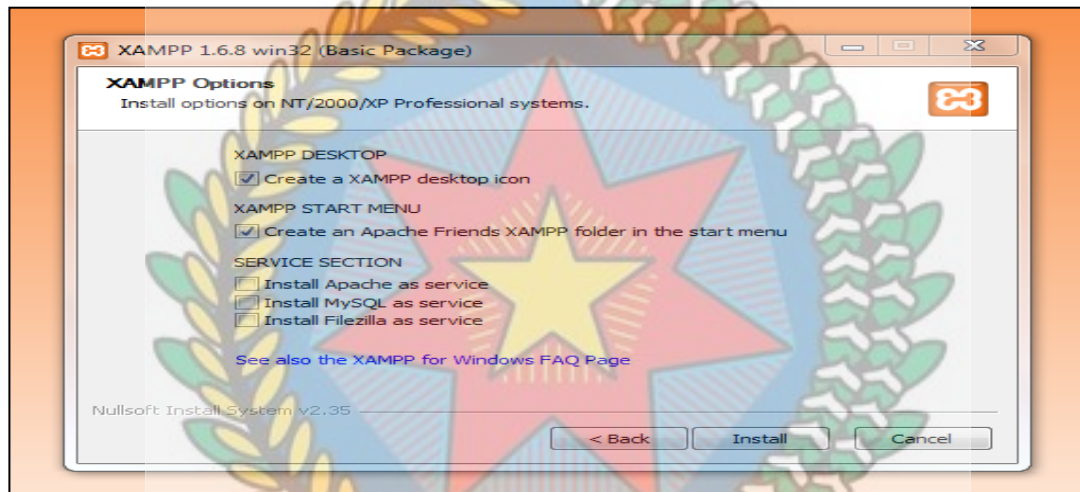 XAMPP 1.6.8 win32 (Basic Package)
XAMPP Options
Install options on NT/2000/XP Professional systems.
XAMPP DESKTOP
Create a XAMPP desktop icon
XAMPP START MENU
Create an Apache Friends XAMPP folder in the start menu
SERVICE SECTION
Install Apache as service
Install MySQL as service
Install Filezilla as service
See also the XAMPP for Windows FAQ Page
Nullsoft Install System v2.35
< Back Install Cancel